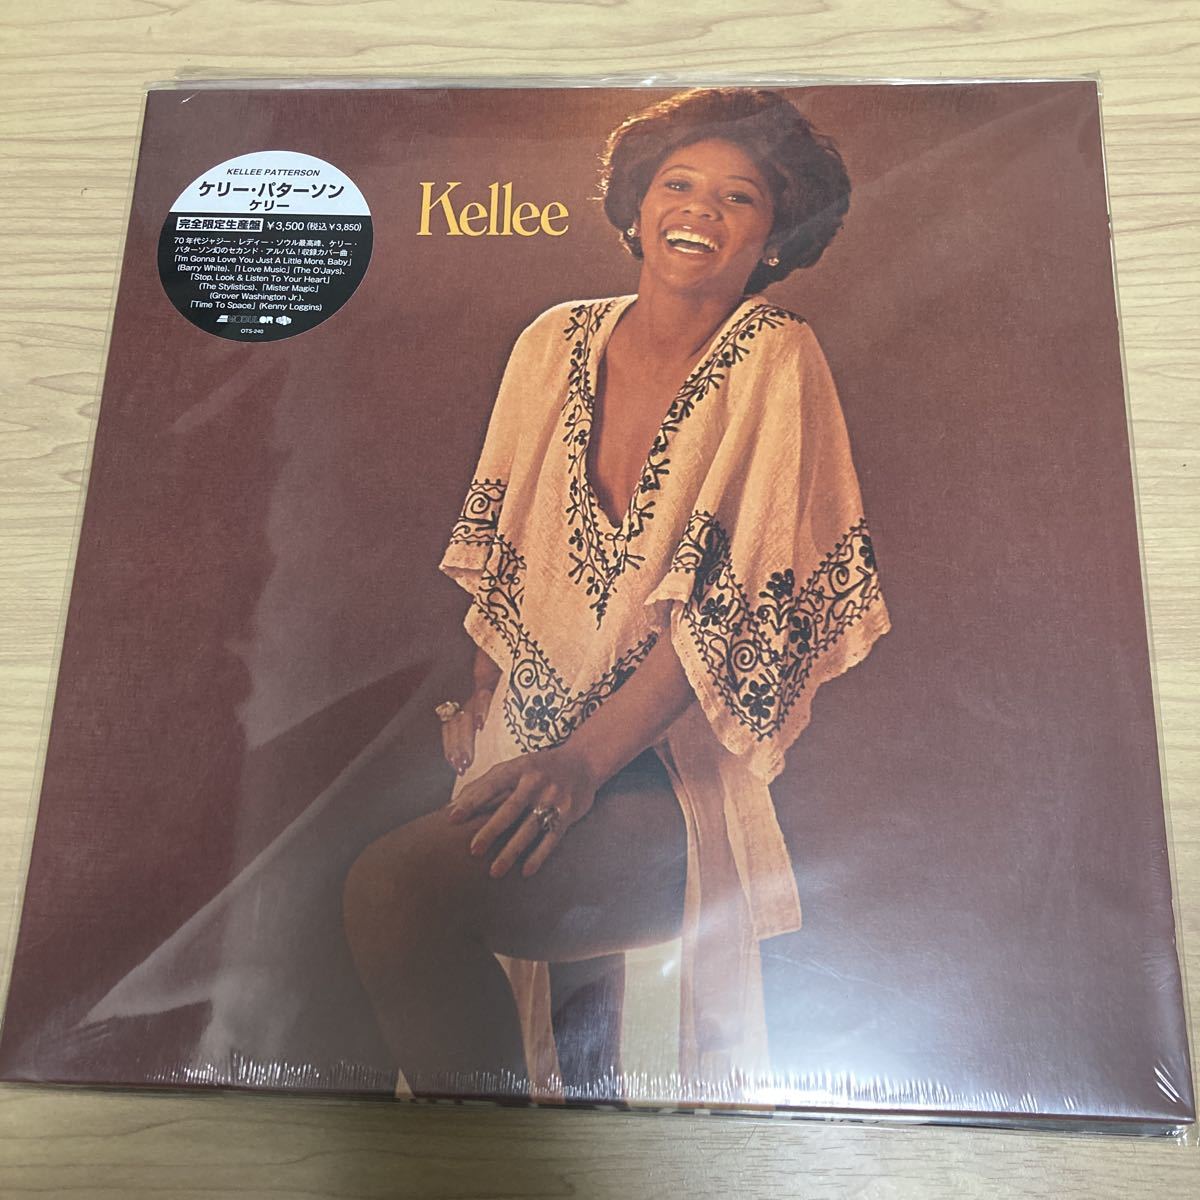 KELLEE PATTERSON
ケリー・パターソン
ケリー
完全限定生産盤 ¥3,500 (税込¥3,850)
70年代ジャジー・レディー・ソウル最高峰、ケリー・
パターソン幻のセカンド・アルバム!収録カバー曲:
「I'm Gonna Love You Just A Little More, Baby」
(Barry White)、「I Love Music」(The O'Jays)、
「Stop, Look & Listen To Your Heart」
(The Stylistics)、「Mister Magic」
(Grover Washington Jr.)、
「Time To Space」(Kenny Loggins)
MODULOR
OTS-240
Kellee